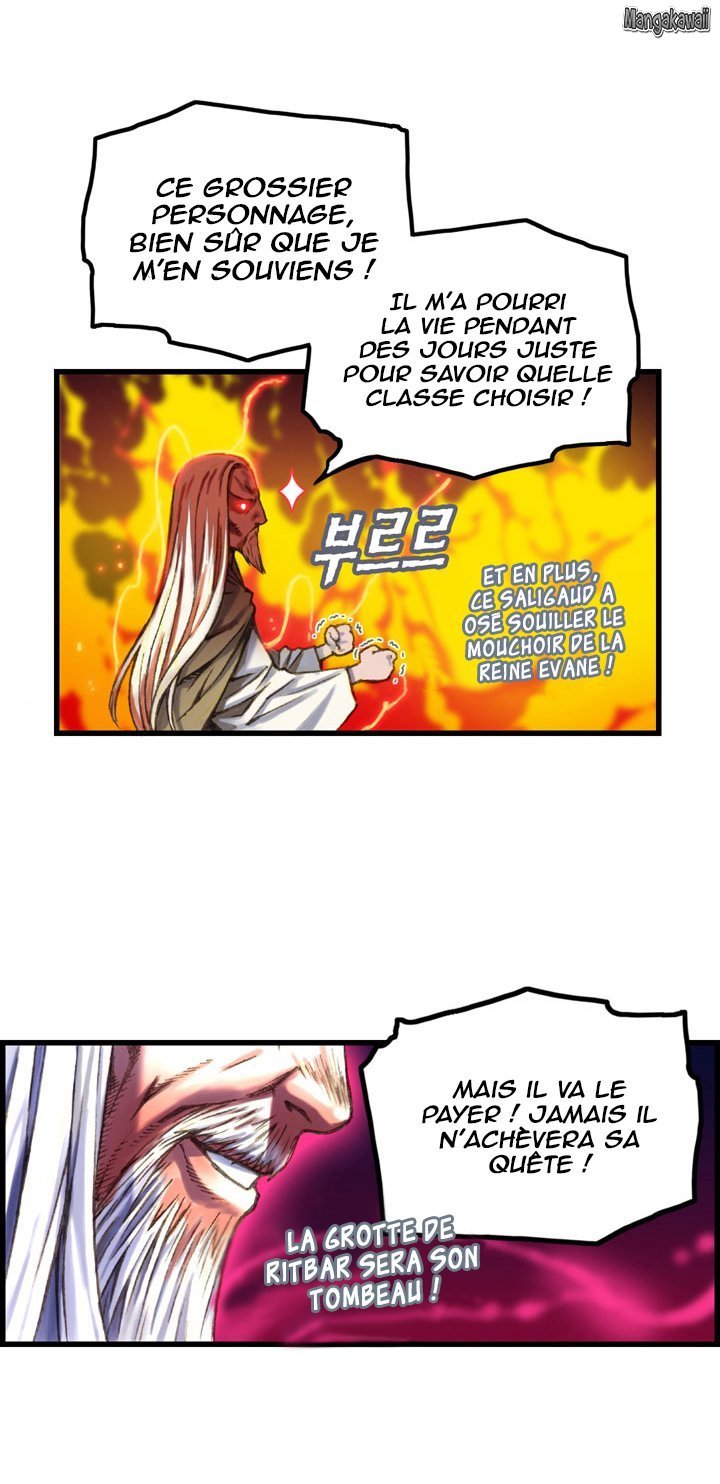 Mangakawaii
CE GROSSIER
PERSONNAGE,
BIEN SÛR QUE JE
M'EN SOUVIENS !
IL M'A POURRI
LA VIE PENDANT
DES JOURS JUSTE
POUR SAVOIR QUELLE
CLASSE CHOISIR !
부르르
ET EN PLUS,
CE SALIGAUD A
OSÉ SOUILLER LE
MOUCHOIR DE LA
REINE EVANE !
MAIS IL VA LE
PAYER ! JAMAIS IL
N'ACHÈVERA SA
QUÊTE !
LA GROTTE DE
RITBAR SERA SON
TOMBEAU !